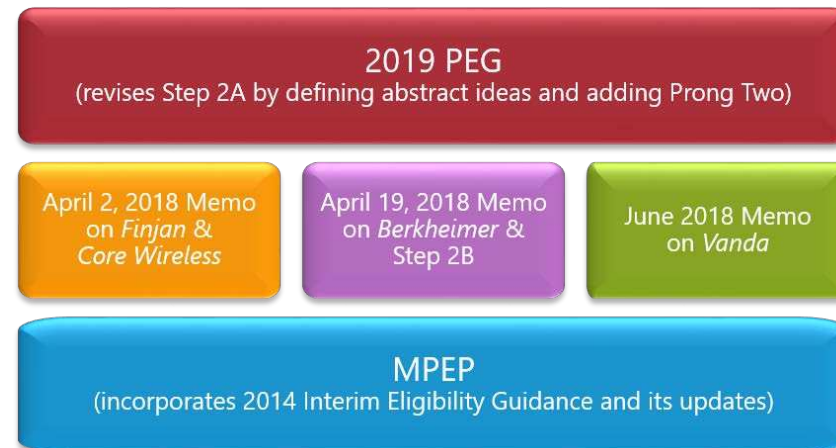 2019 PEG
(revises Step 2A by defining abstract ideas and adding Prong Two)
April 2, 2018 Memo
on Finjan &
Core Wireless
April 19, 2018 Memo
on Berkheimer &
Step 2B
June 2018 Memo
on Vanda
MPEP
(incorporates 2014 Interim Eligibility Guidance and its updates)